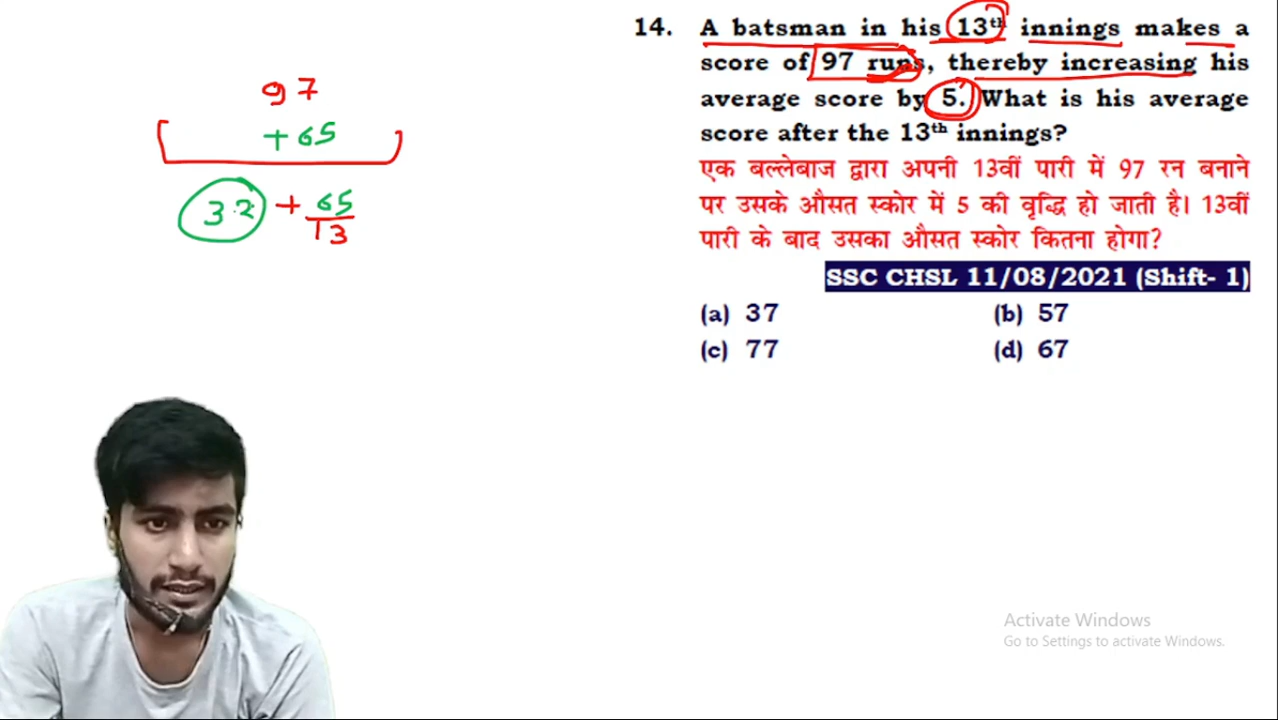 97
+65
32 + 65
13
14. A batsman in his 13th innings makes a
score of 97 runs, thereby increasing his
average score by 5. What is his average
score after the 13th innings?
एक बल्लेबाज द्वारा अपनी 13वीं पारी में 97 रन बनाने
पर उसके औसत स्कोर में 5 की वृद्धि हो जाती है। 13वीं
पारी के बाद उसका औसत स्कोर कितना होगा?
SSC CHSL 11/08/2021 (Shift- 1)
(a) 37 (b) 57
(c) 77 (d) 67
Activate Windows
Go to Settings to activate Windows.